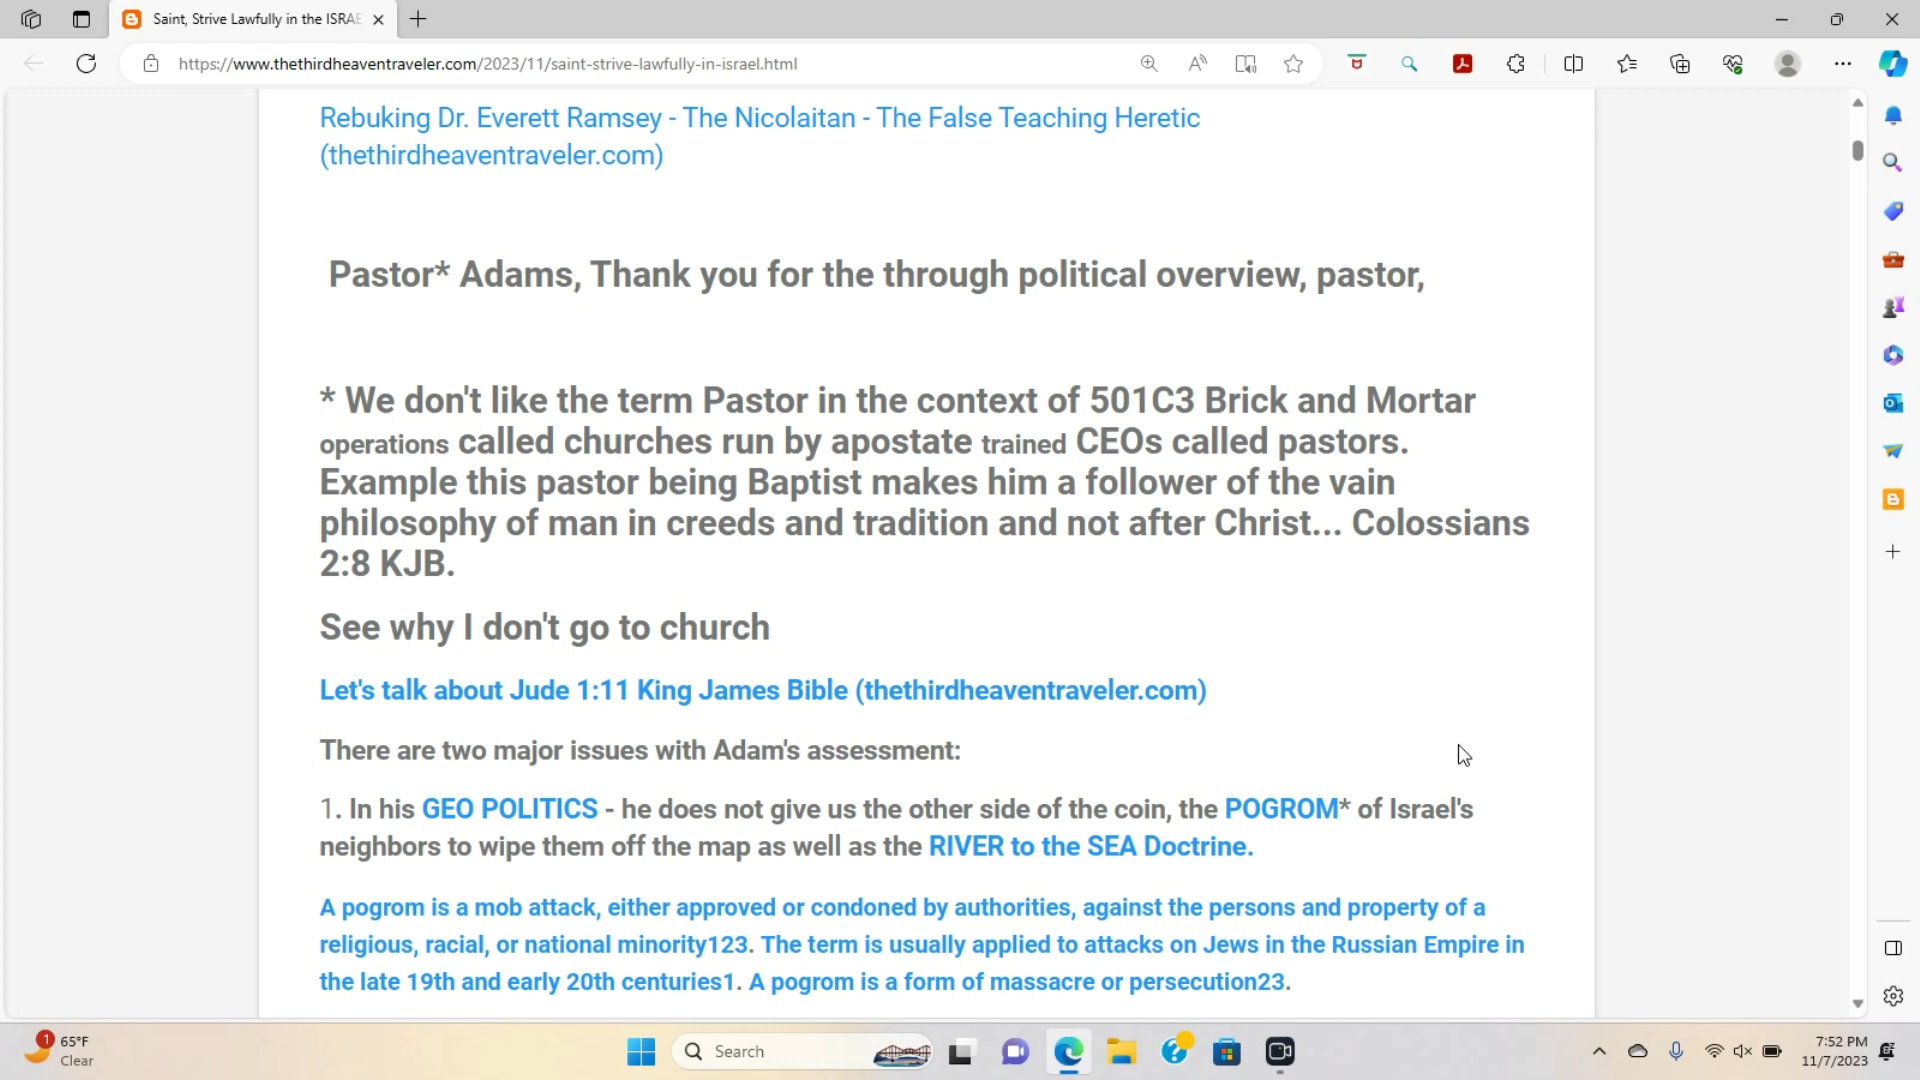 Saint, Strive Lawfully in the ISRAE
https://www.thethirdheaventraveler.com/2023/11/saint-strive-lawfully-in-israel.html
Rebuking Dr. Everett Ramsey - The Nicolaitan - The False Teaching Heretic
(thethirdheaventraveler.com)
Pastor* Adams, Thank you for the through political overview, pastor,
* We don't like the term Pastor in the context of 501C3 Brick and Mortar
operations called churches run by apostate trained CEOs called pastors.
Example this pastor being Baptist makes him a follower of the vain
philosophy of man in creeds and tradition and not after Christ... Colossians
2:8 KJB.
See why I don't go to church
Let's talk about Jude 1:11 King James Bible (thethirdheaventraveler.com)
There are two major issues with Adam's assessment:
1. In his GEO POLITICS - he does not give us the other side of the coin, the POGROM* of Israel's
neighbors to wipe them off the map as well as the RIVER to the SEA Doctrine.
A pogrom is a mob attack, either approved or condoned by authorities, against the persons and property of a
religious, racial, or national minority123. The term is usually applied to attacks on Jews in the Russian Empire in
the late 19th and early 20th centuries1. A pogrom is a form of massacre or persecution23.
1
65°F
Clear
Search
7:52 PM
11/7/2023